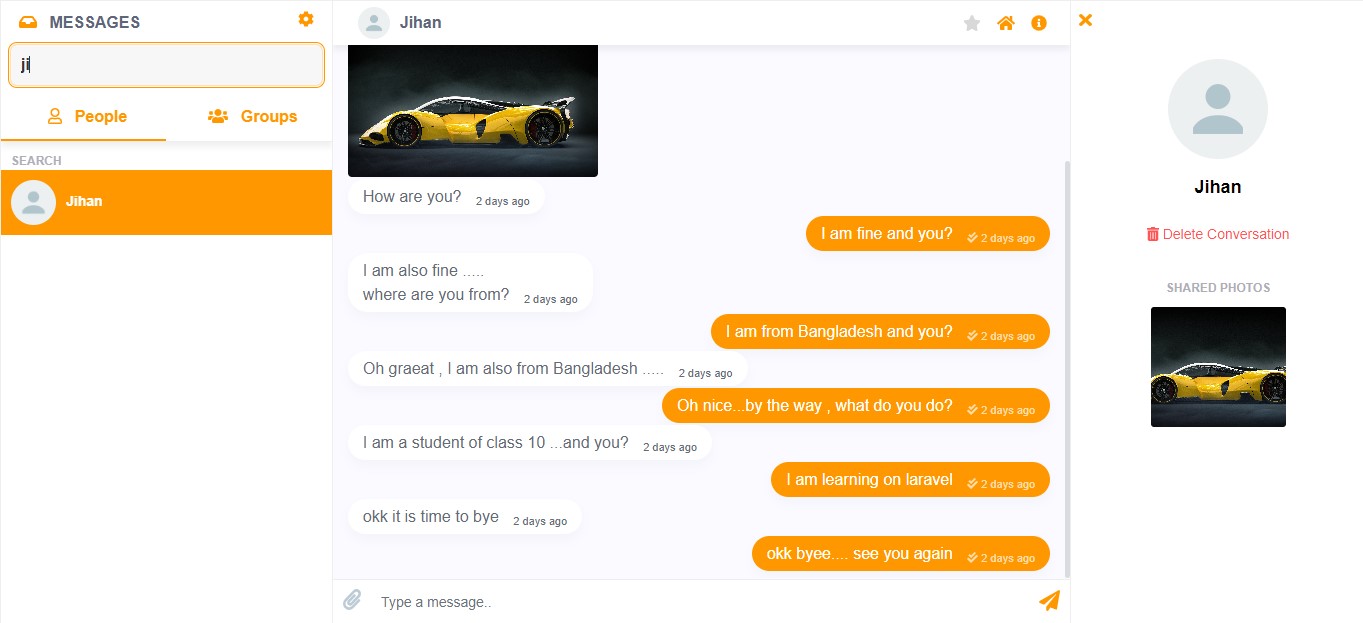 MESSAGES
ji
People
Groups
SEARCH
Jihan
Jihan
How are you? 2 days ago
I am fine and you? 2 days ago
I am also fine .....
where are you from? 2 days ago
I am from Bangladesh and you? 2 days ago
Oh graeat , I am also from Bangladesh ..... 2 days ago
Oh nice...by the way , what do you do? 2 days ago
I am a student of class 10 ...and you? 2 days ago
I am learning on laravel 2 days ago
okk it is time to bye 2 days ago
okk byee.... see you again 2 days ago
Type a message..
Jihan
Delete Conversation
SHARED PHOTOS